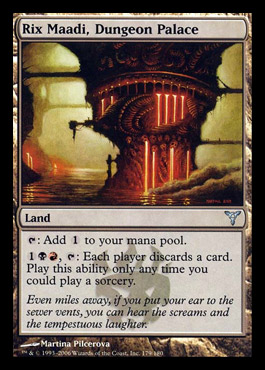 Rix Maadi, Dungeon Palace
Land
: Add 1 to your mana pool.
1 , : Each player discards a card.
Play this ability only any time you
could play a sorcery.
Even miles away, if you put your ear to the
sewer vents, you can hear the screams and
the tempestuous laughter.
Martina Pilcerova
™ & © 1993-2006 Wizards of the Coast, Inc. 179/180